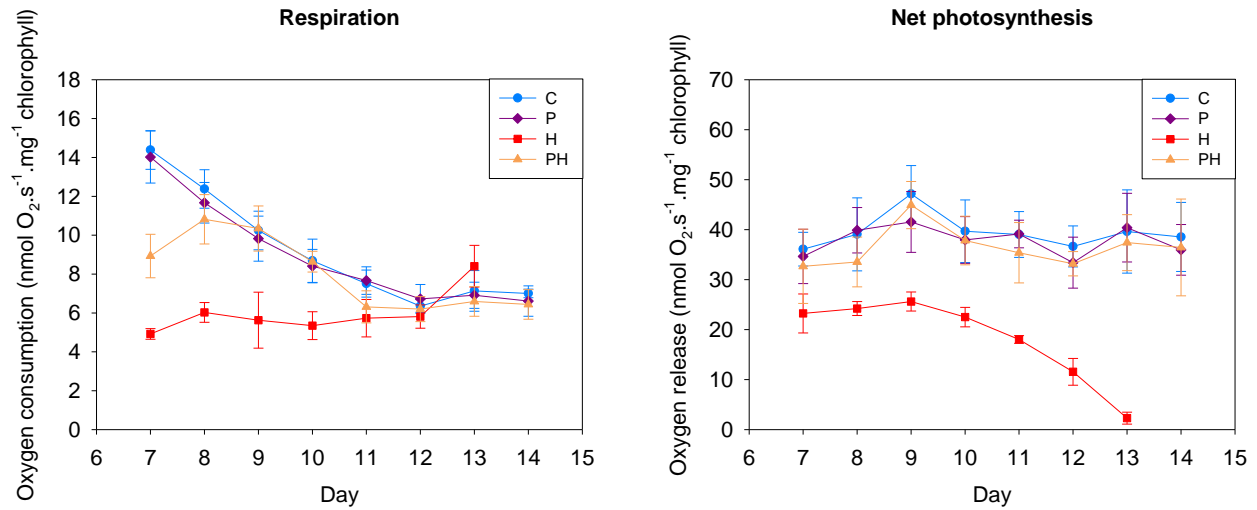 Respiration
Oxygen consumption (nmol O₂.s⁻¹.mg⁻¹ chlorophyll)
18
16
14
12
10
8
6
4
2
0
6 7 8 9 10 11 12 13 14 15
Day
C
P
H
PH
Net photosynthesis
Oxygen release (nmol O₂.s⁻¹.mg⁻¹ chlorophyll)
70
60
50
40
30
20
10
0
6 7 8 9 10 11 12 13 14 15
Day
C
P
H
PH